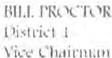 BILL PROCTOR
District 1
Vice Chairman